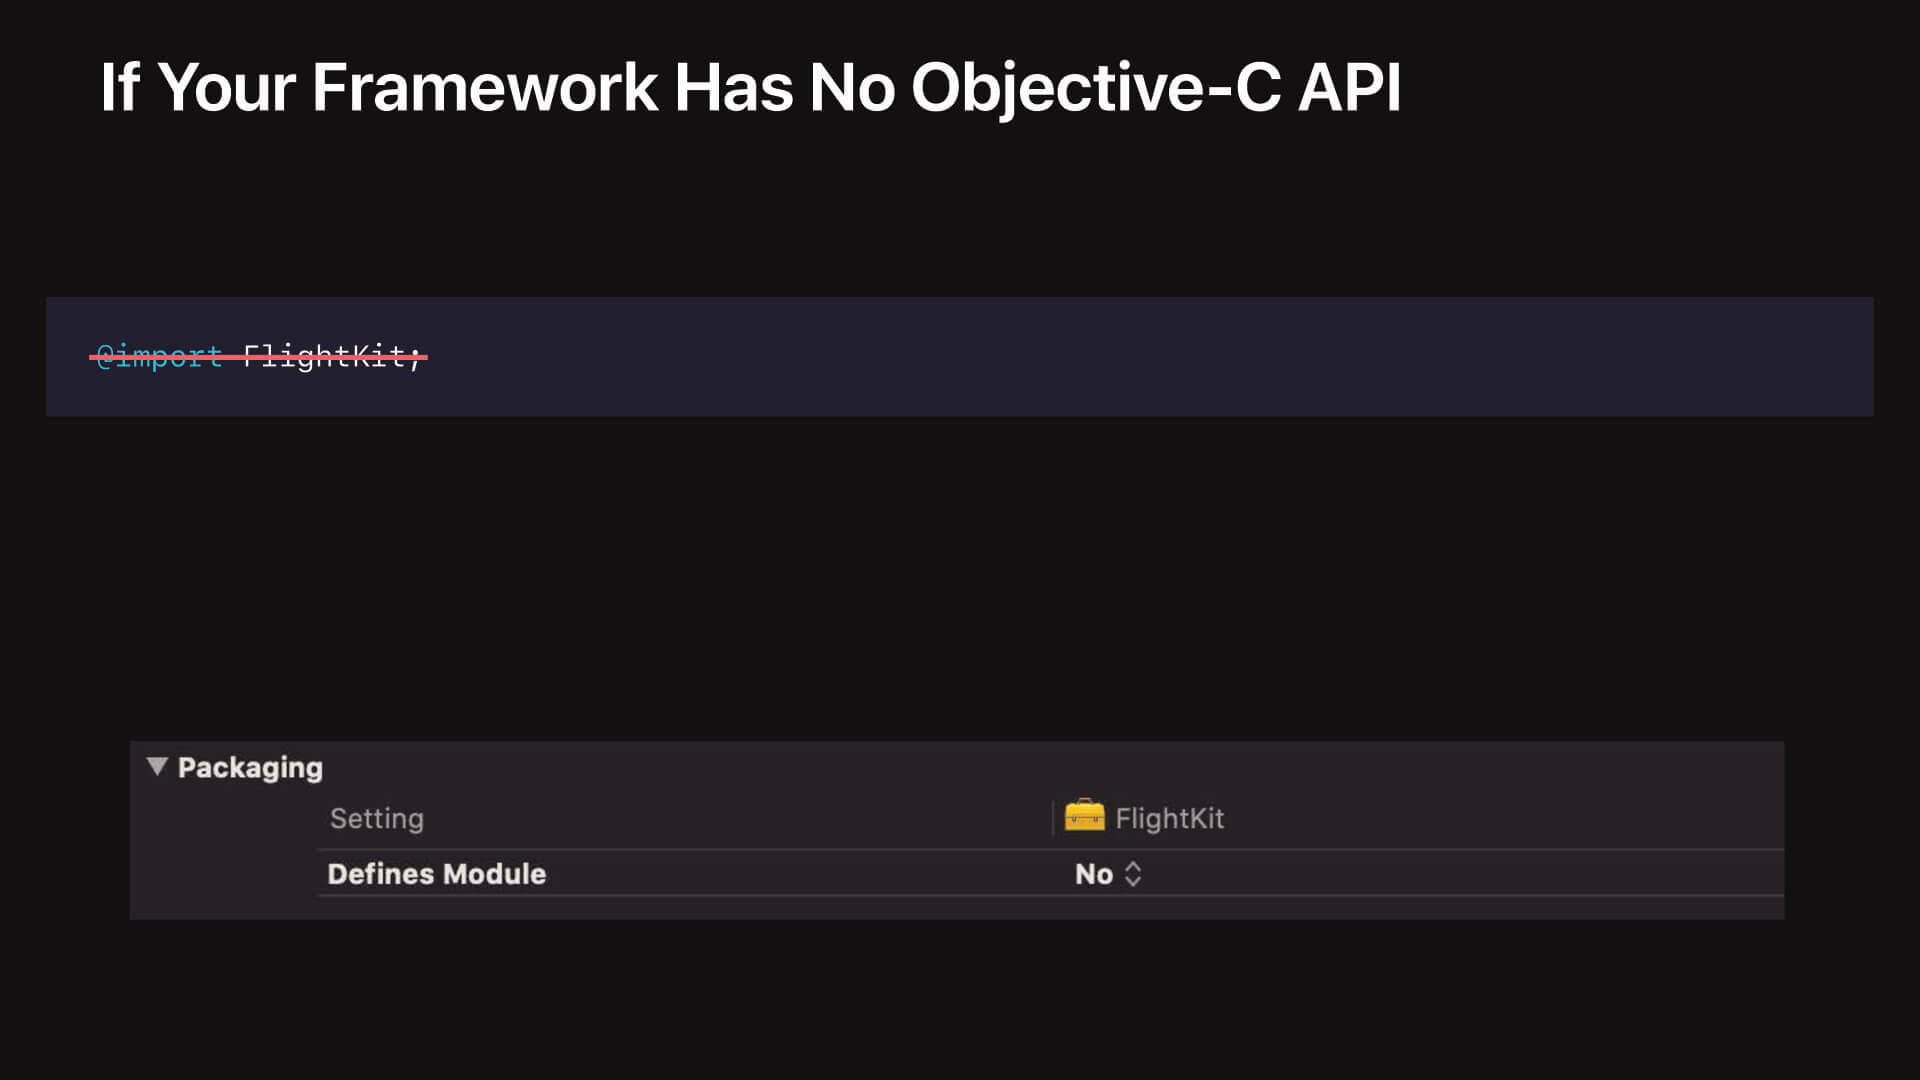 If Your Framework Has No Objective-C API
@import FlightKit;
Packaging
Setting FlightKit
Defines Module No